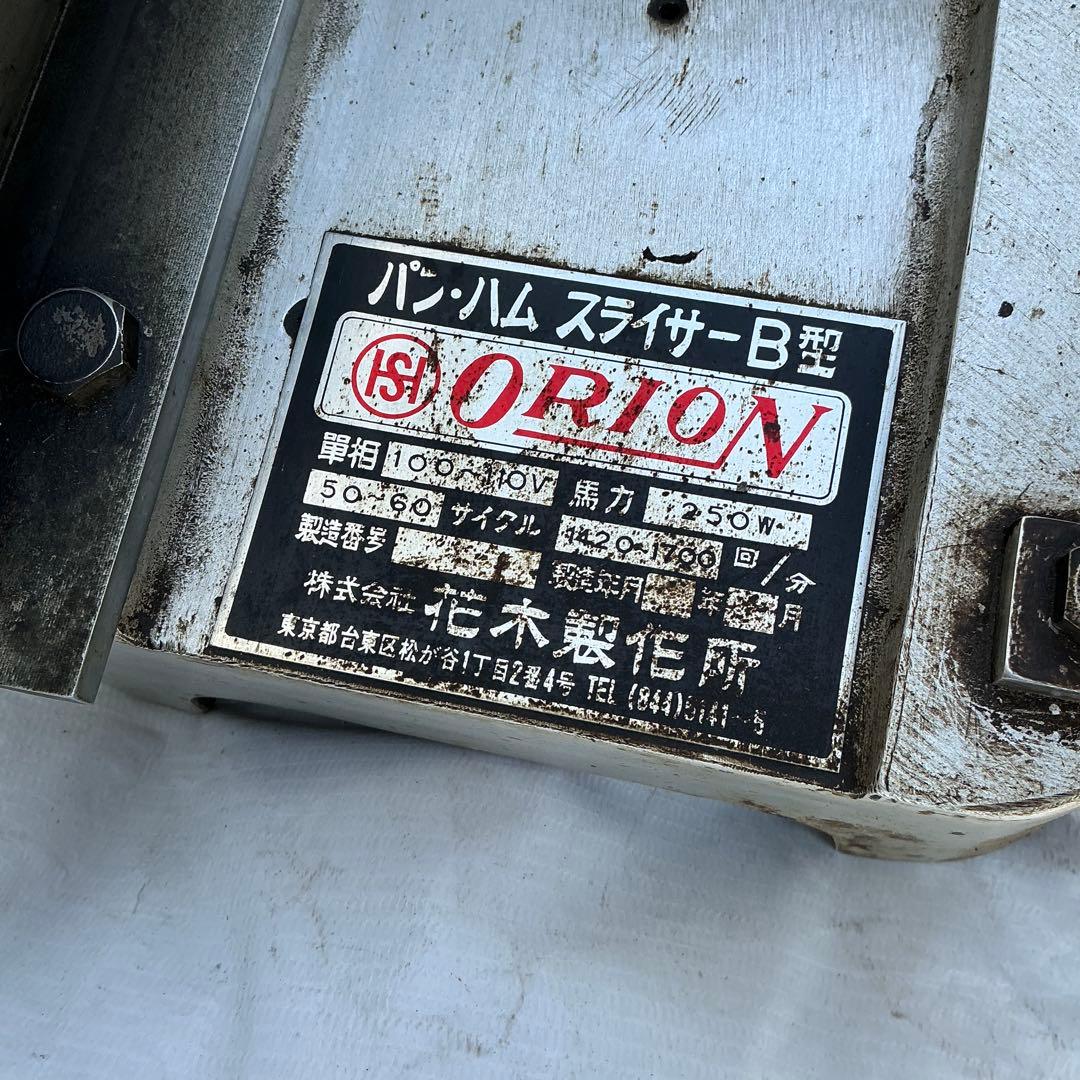 パン・ハム スライサーB型
HS ORION
單相 100~110V 馬力 250W
50~60 サイクル 1420~1700 回/分
製造番号 製造年月 年 月
株式会社 花木製作所
東京都台東区松が谷1丁目2番4号 TEL (844)5141